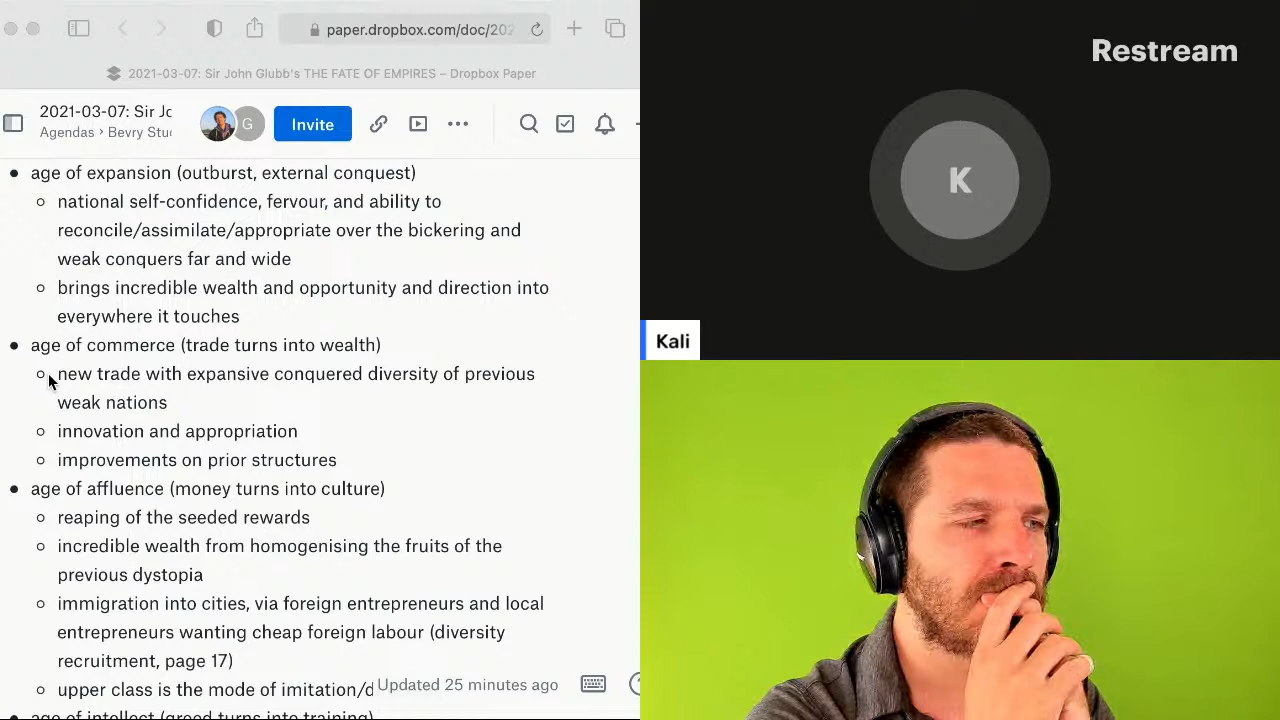 paper.dropbox.com/doc/202
2021-03-07: Sir John Glubb's THE FATE OF EMPIRES – Dropbox Paper
2021-03-07: Sir Jo
Agendas › Bevry Stu
G
Invite
age of expansion (outburst, external conquest)
national self-confidence, fervour, and ability to
reconcile/assimilate/appropriate over the bickering and
weak conquers far and wide
brings incredible wealth and opportunity and direction into
everywhere it touches
age of commerce (trade turns into wealth)
new trade with expansive conquered diversity of previous
weak nations
innovation and appropriation
improvements on prior structures
age of affluence (money turns into culture)
reaping of the seeded rewards
incredible wealth from homogenising the fruits of the
previous dystopia
immigration into cities, via foreign entrepreneurs and local
entrepreneurs wanting cheap foreign labour (diversity
recruitment, page 17)
upper class is the mode of imitation/d
Updated 25 minutes ago
age of intellect (greed turns into training)
Restream
K
Kali